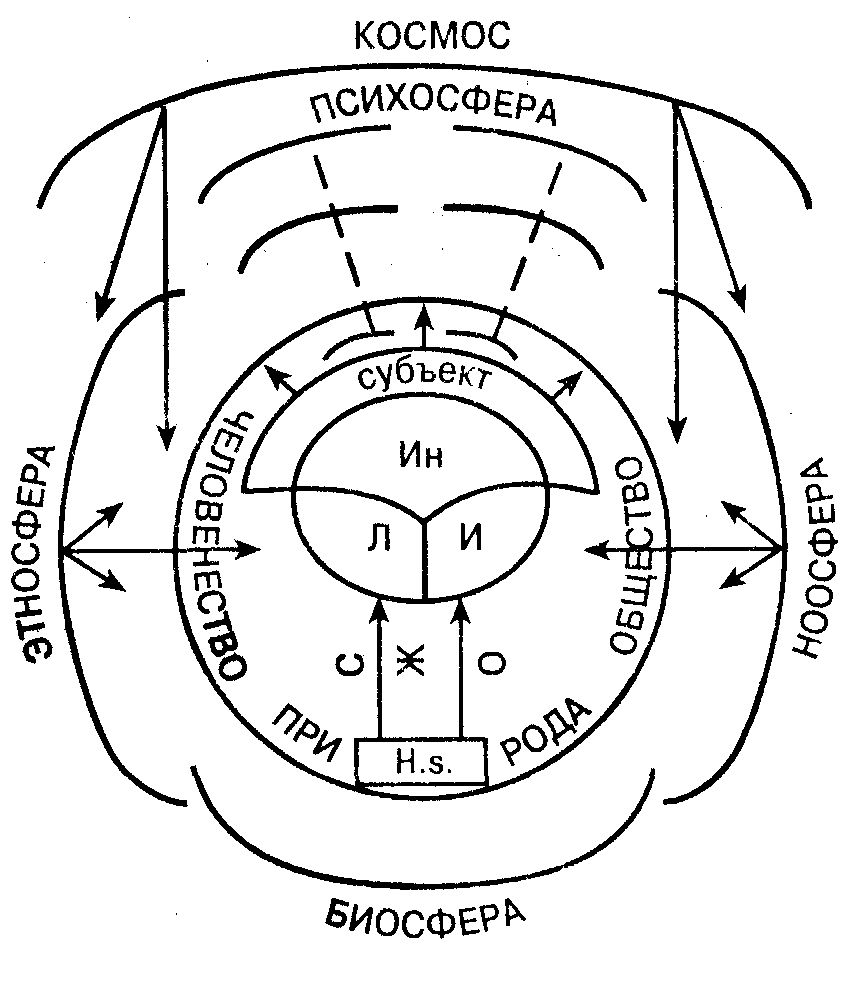 КОСМОС
ПСИХОСФЕРА
субъект
ЧЕЛОВЕЧЕСТВО
Ин
ОБЩЕСТВО
ЭТНОСФЕРА
НООСФЕРА
Л
И
С
Ж
О
ПРИ
РОДА
H.s.
БИОСФЕРА